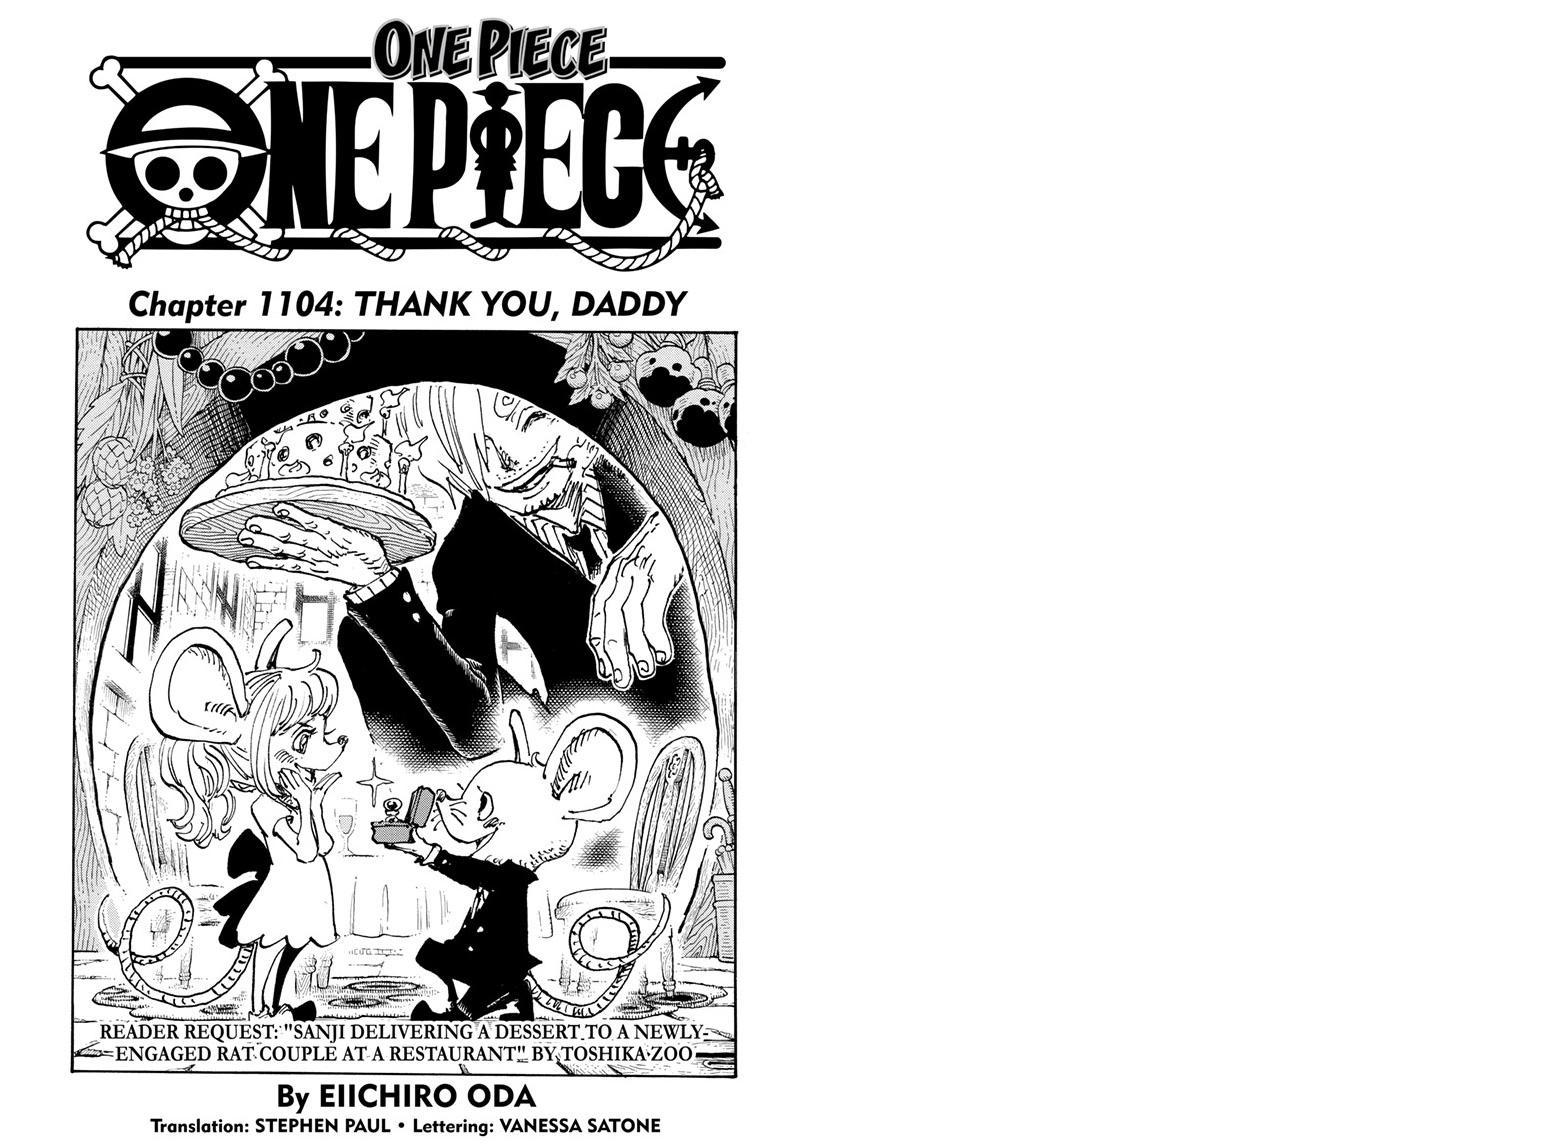 ONE PIECE
ONE PIECE
Chapter 1104: THANK YOU, DADDY
READER REQUEST: "SANJI DELIVERING A DESSERT TO A NEWLY-
ENGAGED RAT COUPLE AT A RESTAURANT" BY TOSHIKA ZOO
By EIICHIRO ODA
Translation: STEPHEN PAUL • Lettering: VANESSA SATONE